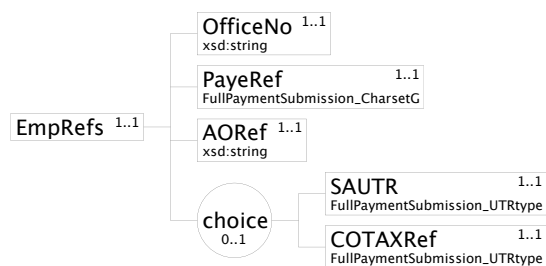 OfficeNo 1..1
xsd:string
PayeRef 1..1
FullPaymentSubmission_CharsetG
EmpRefs 1..1
AORef 1..1
xsd:string
choice
0..1
SAUTR 1..1
FullPaymentSubmission_UTRtype
COTAXRef 1..1
FullPaymentSubmission_UTRtype